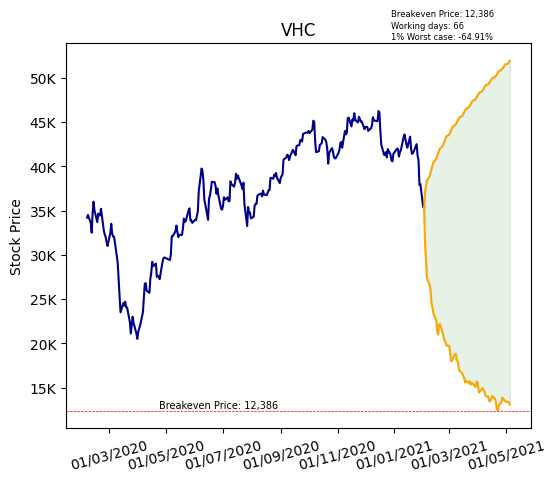 Breakeven Price: 12,386
Working days: 66
1% Worst case: -64.91%
VHC
Stock Price
50K
45K
40K
35K
30K
25K
20K
15K
Breakeven Price: 12,386
01/03/2020
01/05/2020
01/07/2020
01/09/2020
01/11/2020
01/01/2021
01/03/2021
01/05/2021